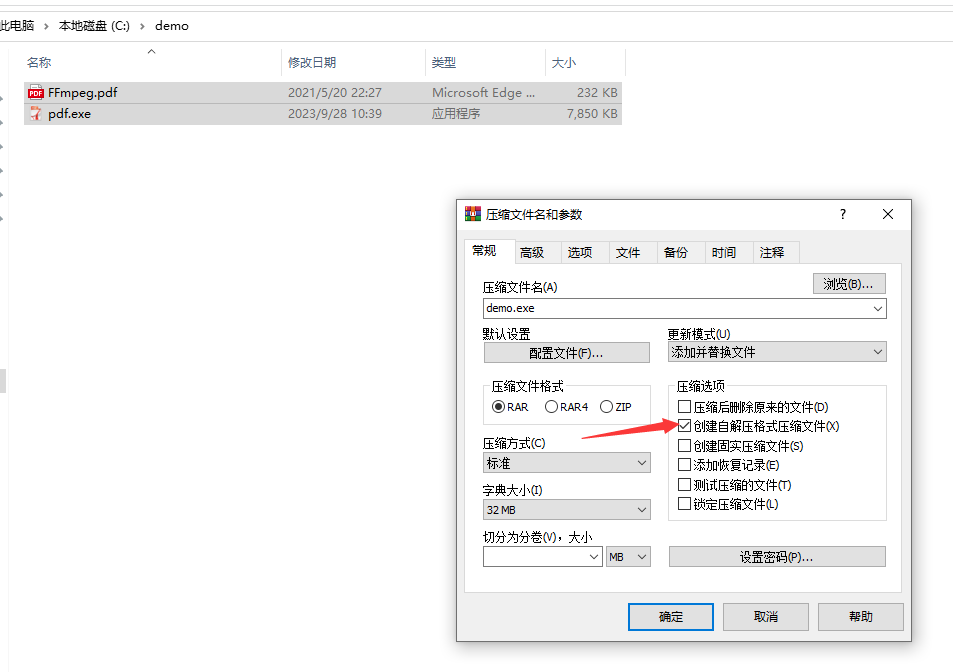 此电脑 › 本地磁盘 (C:) › demo
名称 修改日期 类型 大小
FFmpeg.pdf 2021/5/20 22:27 Microsoft Edge ... 232 KB
pdf.exe 2023/9/28 10:39 应用程序 7,850 KB
压缩文件名和参数 ?
常规 高级 选项 文件 备份 时间 注释
压缩文件名(A) 浏览(B)...
demo.exe
默认设置 更新模式(U)
配置文件(F)... 添加并替换文件
压缩文件格式 压缩选项
RAR RAR4 ZIP 压缩后删除原来的文件(D)
创建自解压格式压缩文件(X)
压缩方式(C) 创建固实压缩文件(S)
标准 添加恢复记录(E)
字典大小(I) 测试压缩的文件(T)
32 MB 锁定压缩文件(L)
切分为分卷(V)，大小
MB 设置密码(P)...
确定 取消 帮助